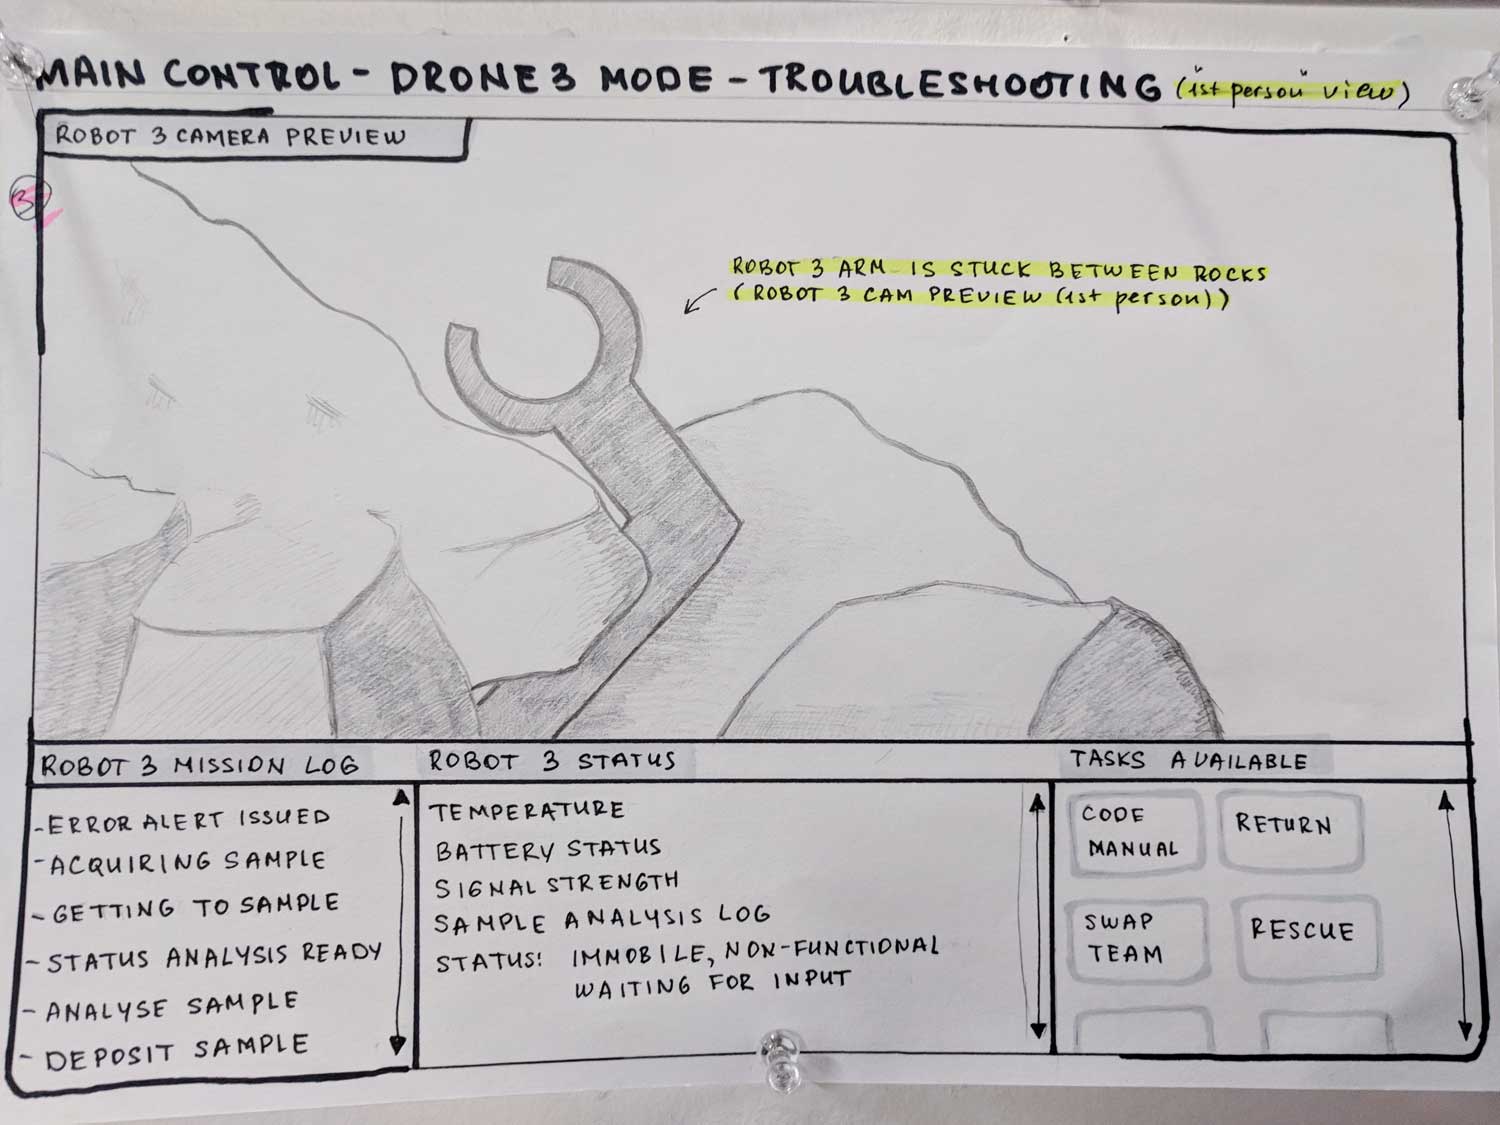 MAIN CONTROL - DRONE 3 MODE - TROUBLESHOOTING ("1st person" view)
ROBOT 3 CAMERA PREVIEW
3
ROBOT 3 ARM IS STUCK BETWEEN ROCKS
(ROBOT 3 CAM PREVIEW (1st person))
ROBOT 3 MISSION LOG
- ERROR ALERT ISSUED
- ACQUIRING SAMPLE
- GETTING TO SAMPLE
- STATUS ANALYSIS READY
- ANALYSE SAMPLE
- DEPOSIT SAMPLE
ROBOT 3 STATUS
TEMPERATURE
BATTERY STATUS
SIGNAL STRENGTH
SAMPLE ANALYSIS LOG
STATUS: IMMOBILE, NON-FUNCTIONAL
WAITING FOR INPUT
TASKS AVAILABLE
CODE
MANUAL
RETURN
SWAP
TEAM
RESCUE